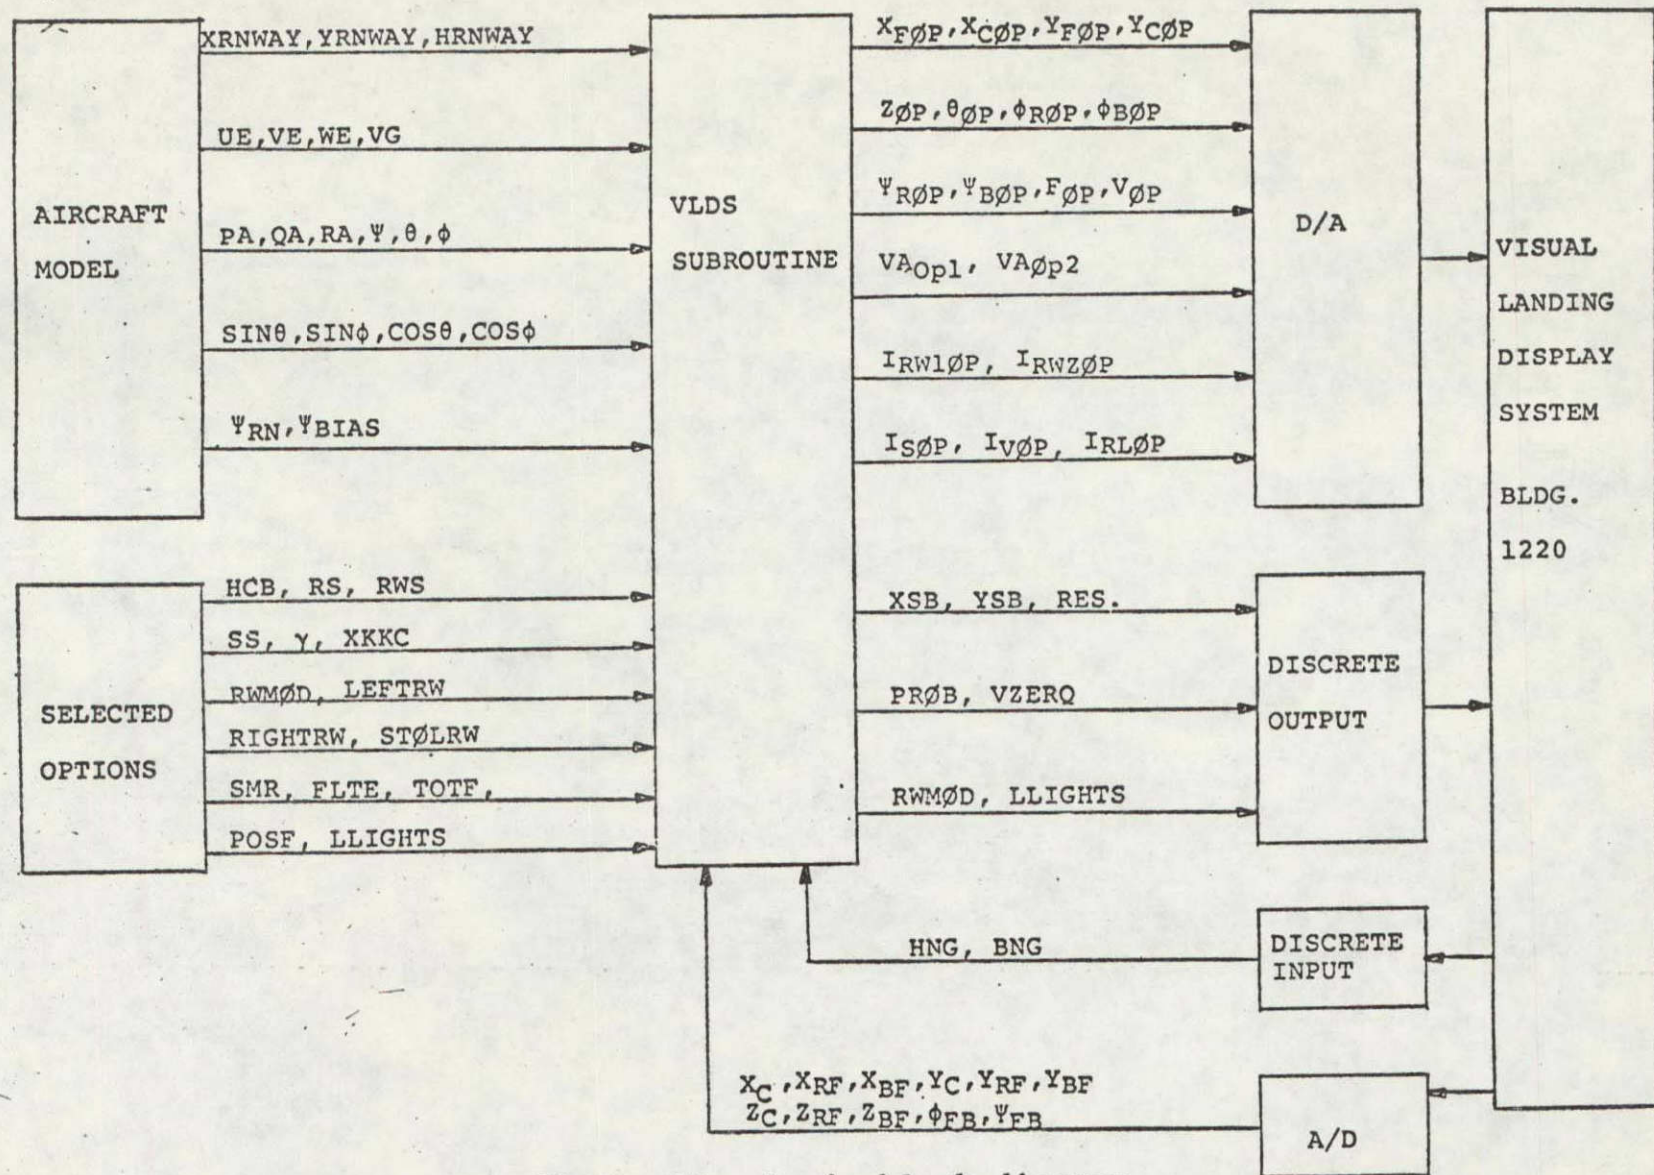 AIRCRAFT
MODEL
XRNWAY,YRNWAY,HRNWAY
UE,VE,WE,VG
PA,QA,RA,Ψ,θ,ϕ
SINθ,SINϕ,COSθ,COSϕ
ΨRN,ΨBIAS
SELECTED
OPTIONS
HCB, RS, RWS
SS, γ, XKKC
RWMØD, LEFTRW
RIGHTRW, STØLRW
SMR, FLTE, TOTF,
POSF, LLIGHTS
VLDS
SUBROUTINE
XFØP,XCØP,YFØP,YCØP
ZØP,θØP,ϕRØP,ϕBØP
ΨRØP,ΨBØP,FØP,VØP
VAOp1, VAØp2
IRW1ØP, IRWZØP
ISØP, IVØP, IRLØP
XSB, YSB, RES.
PRØB, VZERQ
RWMØD, LLIGHTS
D/A
DISCRETE
OUTPUT
VISUAL
LANDING
DISPLAY
SYSTEM
BLDG.
1220
HNG, BNG
DISCRETE
INPUT
XC,XRF,XBF,YC,YRF,YBF
ZC,ZRF,ZBF,ϕFB,ΨFB
A/D